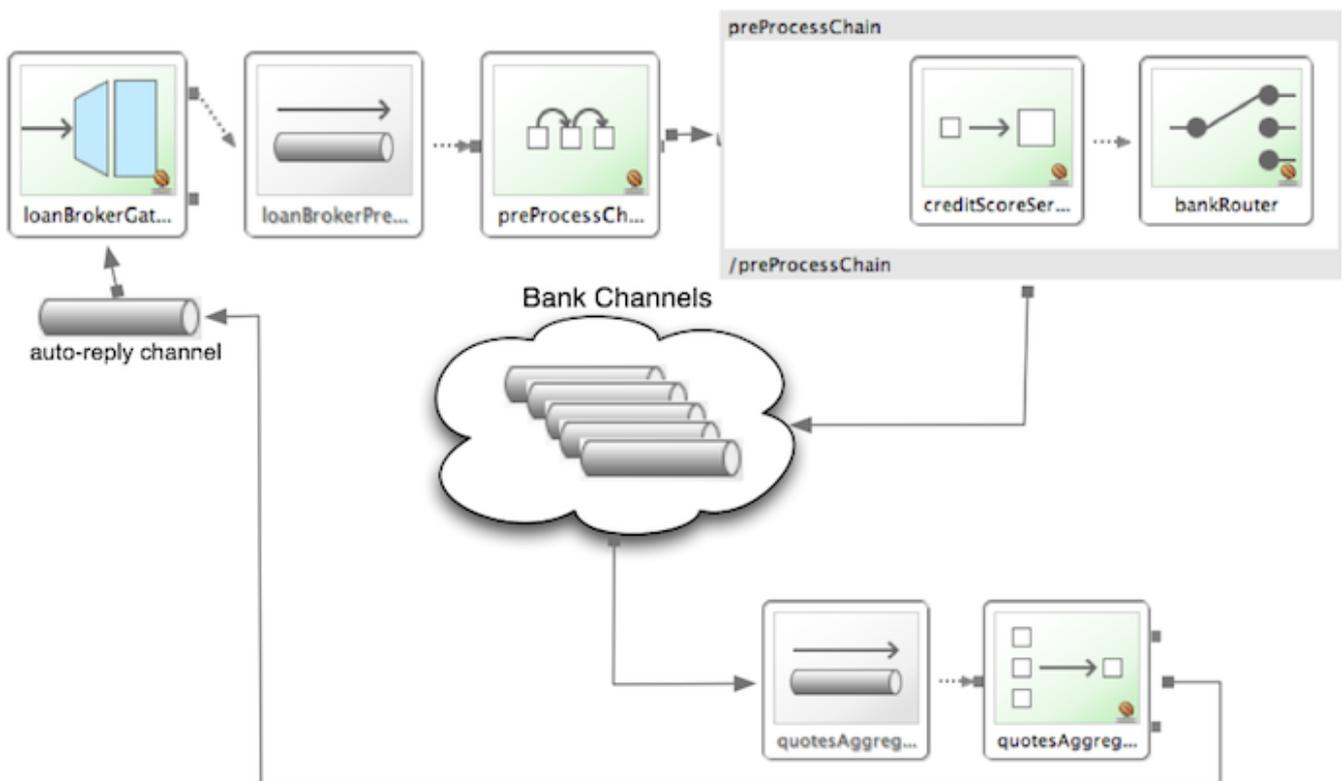 preProcessChain
loanBrokerGat...
loanBrokerPre...
preProcessCh...
creditScoreSer...
bankRouter
/preProcessChain
auto-reply channel
Bank Channels
quotesAggreg...
quotesAggreg...